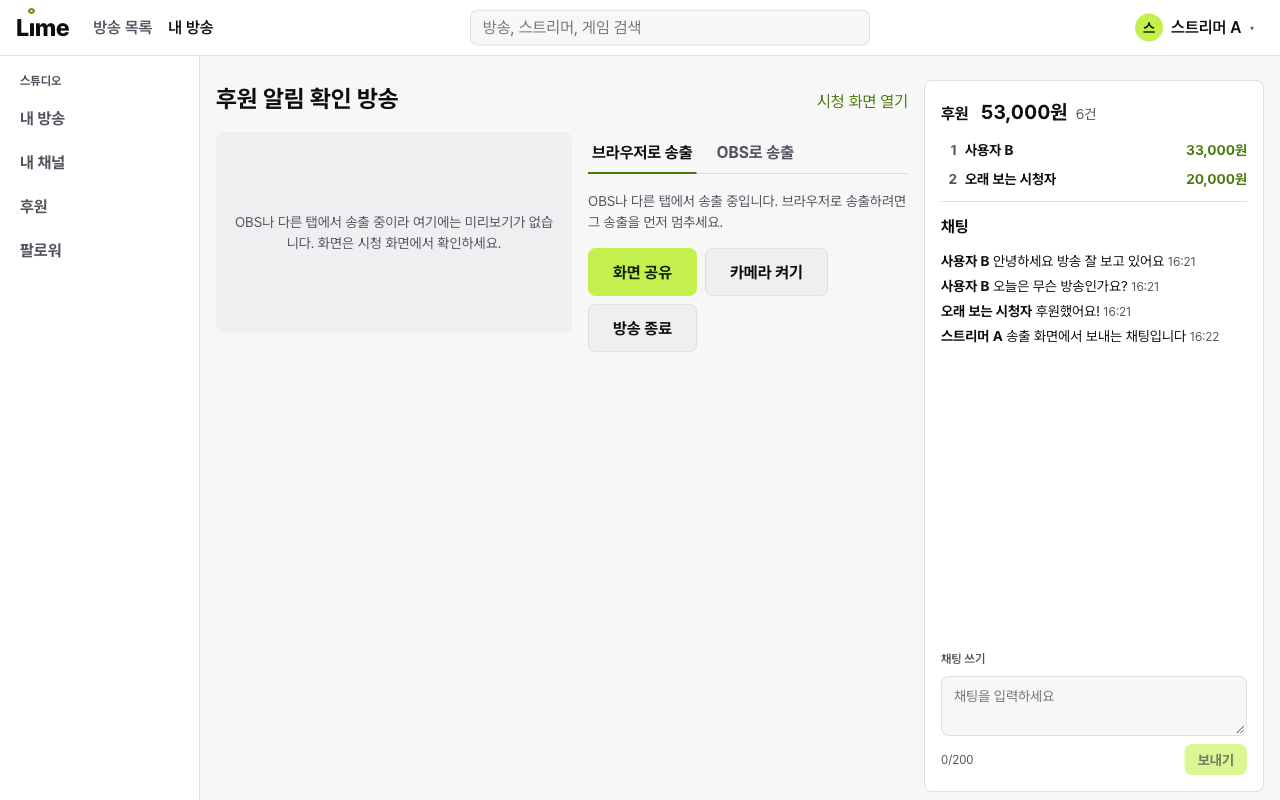 Lime
방송 목록
내 방송
방송, 스트리머, 게임 검색
스
스트리머 A
스튜디오
내 방송
내 채널
후원
팔로워
후원 알림 확인 방송
시청 화면 열기
OBS나 다른 탭에서 송출 중이라 여기에는 미리보기가 없습
니다. 화면은 시청 화면에서 확인하세요.
브라우저로 송출
OBS로 송출
OBS나 다른 탭에서 송출 중입니다. 브라우저로 송출하려면
그 송출을 먼저 멈추세요.
화면 공유
카메라 켜기
방송 종료
후원 53,000원 6건
1 사용자 B 33,000원
2 오래 보는 시청자 20,000원
채팅
사용자 B 안녕하세요 방송 잘 보고 있어요 16:21
사용자 B 오늘은 무슨 방송인가요? 16:21
오래 보는 시청자 후원했어요! 16:21
스트리머 A 송출 화면에서 보내는 채팅입니다 16:22
채팅 쓰기
채팅을 입력하세요
0/200
보내기